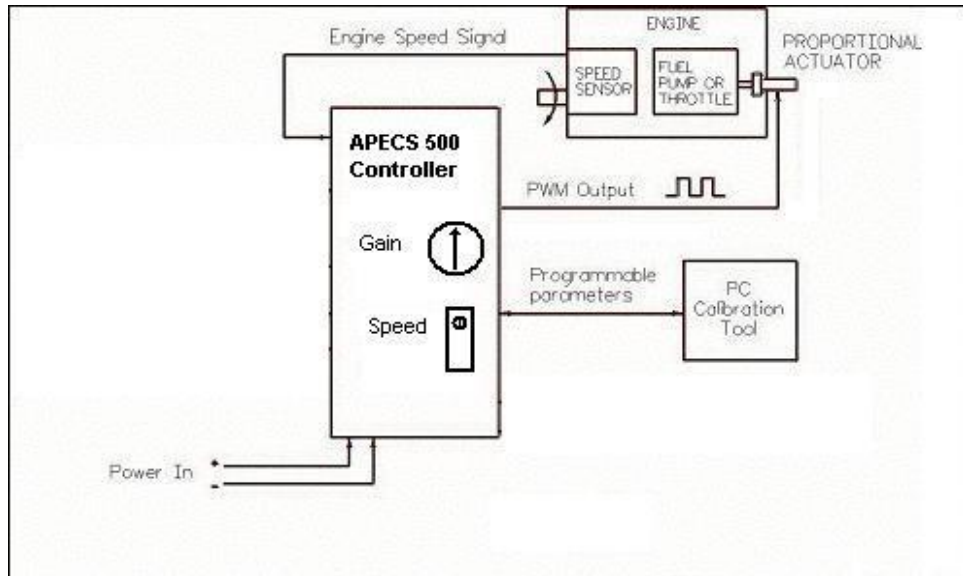 Engine Speed Signal
ENGINE
SPEED
SENSOR
FUEL
PUMP OR
THROTTLE
PROPORTIONAL
ACTUATOR
APECS 500
Controller
PWM Output
Gain
Programmable
parameters
PC
Calibration
Tool
Speed
Power In
+
-